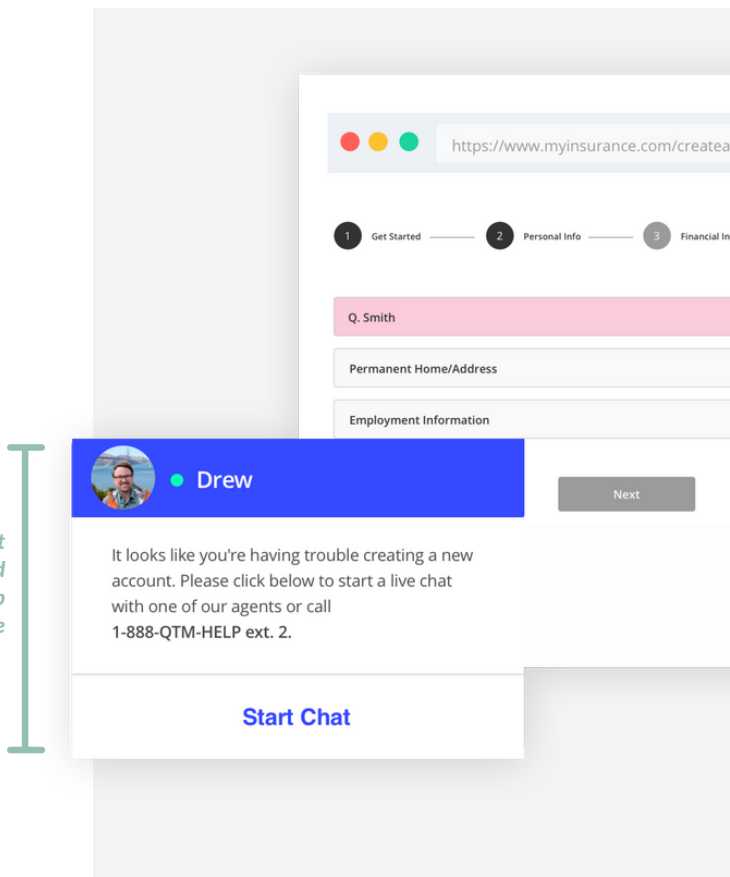 https://www.myinsurance.com/createa
1 Get Started 2 Personal Info 3 Financial In
Q. Smith
Permanent Home/Address
Employment Information
Next
Drew
It looks like you're having trouble creating a new
account. Please click below to start a live chat
with one of our agents or call
1-888-QTM-HELP ext. 2.
Start Chat